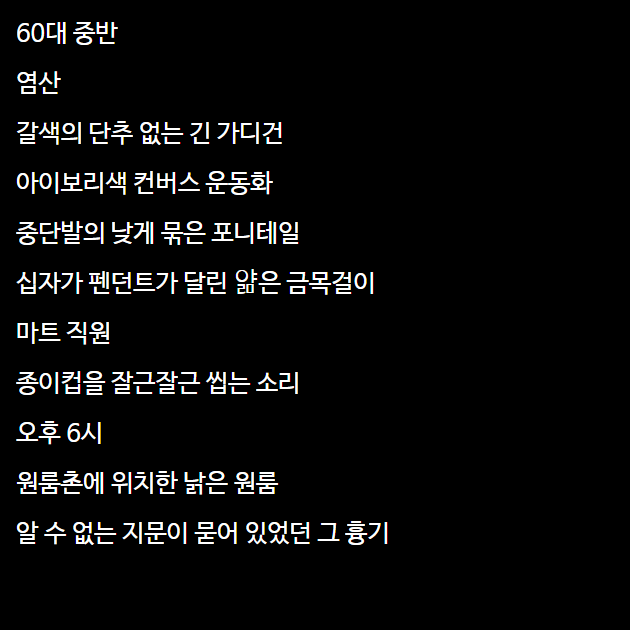 60대 중반
염산
갈색의 단추 없는 긴 가디건
아이보리색 컨버스 운동화
중단발의 낮게 묶은 포니테일
십자가 펜던트가 달린 얇은 금목걸이
마트 직원
종이컵을 잘근잘근 씹는 소리
오후 6시
원룸촌에 위치한 낡은 원룸
알 수 없는 지문이 묻어 있었던 그 흉기